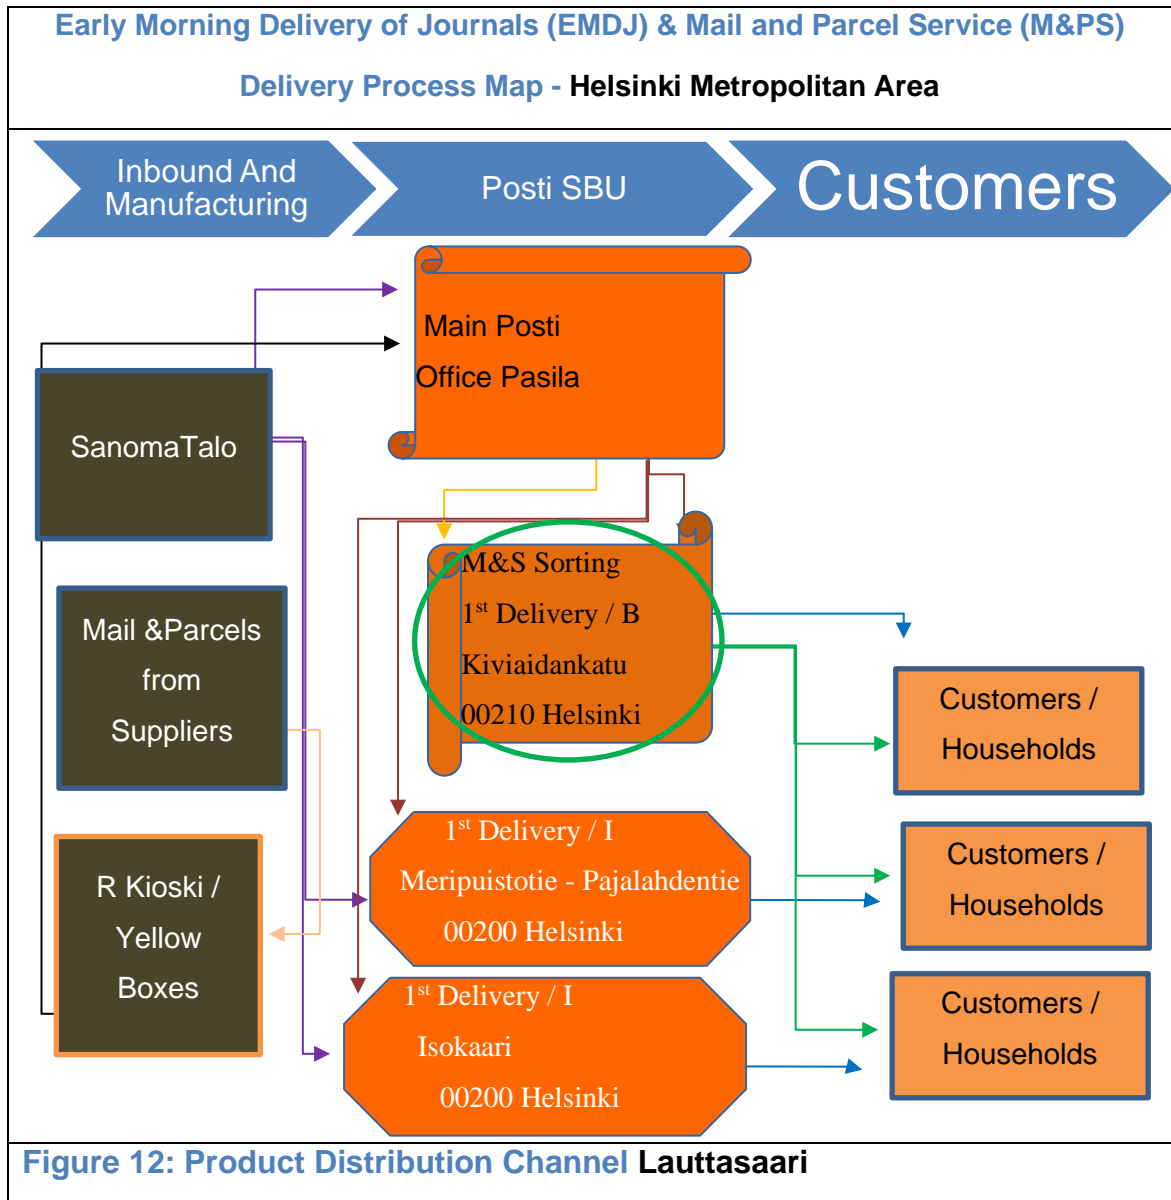 Early Morning Delivery of Journals (EMDJ) & Mail and Parcel Service (M&PS)
Delivery Process Map - Helsinki Metropolitan Area
Inbound And
Manufacturing
Posti SBU
Customers
Main Posti
Office Pasila
SanomaTalo
M&S Sorting
1st Delivery / B
Kiviaidankatu
00210 Helsinki
Mail &Parcels
from
Suppliers
Customers /
Households
R Kioski /
Yellow
Boxes
1st Delivery / I
Meripuistotie - Pajalahdentie
00200 Helsinki
Customers /
Households
1st Delivery / I
Isokaari
00200 Helsinki
Customers /
Households
Figure 12: Product Distribution Channel Lauttasaari